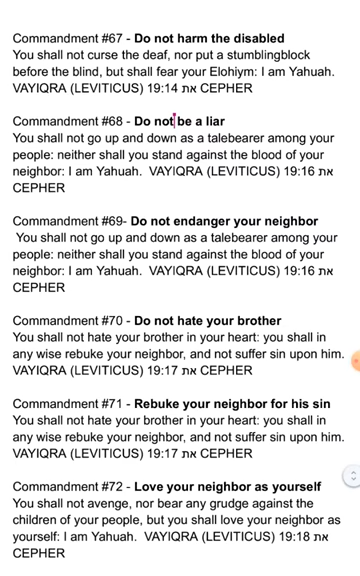 Commandment #67 - Do not harm the disabled
You shall not curse the deaf, nor put a stumblingblock
before the blind, but shall fear your Elohiym: I am Yahuah.
VAYIQRA (LEVITICUS) 19:14 את CEPHER
Commandment #68 - Do not be a liar
You shall not go up and down as a talebearer among your
people: neither shall you stand against the blood of your
neighbor: I am Yahuah.  VAYIQRA (LEVITICUS) 19:16 את
CEPHER
Commandment #69- Do not endanger your neighbor
You shall not go up and down as a talebearer among your
people: neither shall you stand against the blood of your
neighbor: I am Yahuah.  VAYIQRA (LEVITICUS) 19:16 את
CEPHER
Commandment #70 - Do not hate your brother
You shall not hate your brother in your heart: you shall in
any wise rebuke your neighbor, and not suffer sin upon him.
VAYIQRA (LEVITICUS) 19:17 את CEPHER
Commandment #71 - Rebuke your neighbor for his sin
You shall not hate your brother in your heart: you shall in
any wise rebuke your neighbor, and not suffer sin upon him.
VAYIQRA (LEVITICUS) 19:17 את CEPHER
Commandment #72 - Love your neighbor as yourself
You shall not avenge, nor bear any grudge against the
children of your people, but you shall love your neighbor as
yourself: I am Yahuah.  VAYIQRA (LEVITICUS) 19:18 את
CEPHER